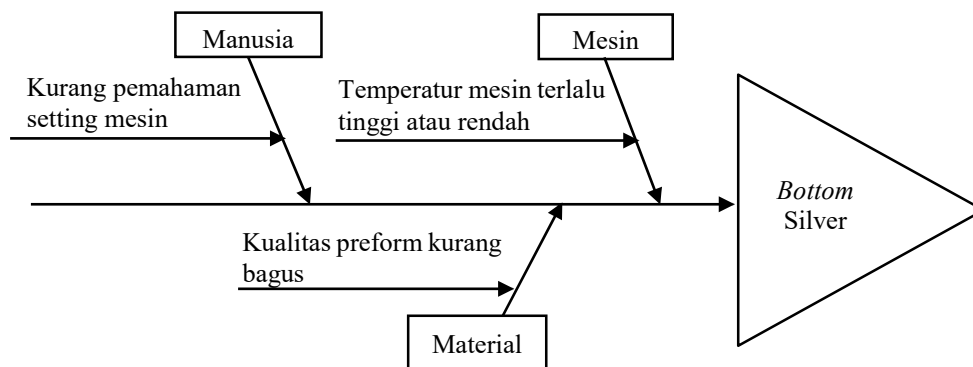 Manusia
Mesin
Kurang pemahaman
setting mesin
Temperatur mesin terlalu
tinggi atau rendah
Bottom
Silver
Kualitas preform kurang
bagus
Material